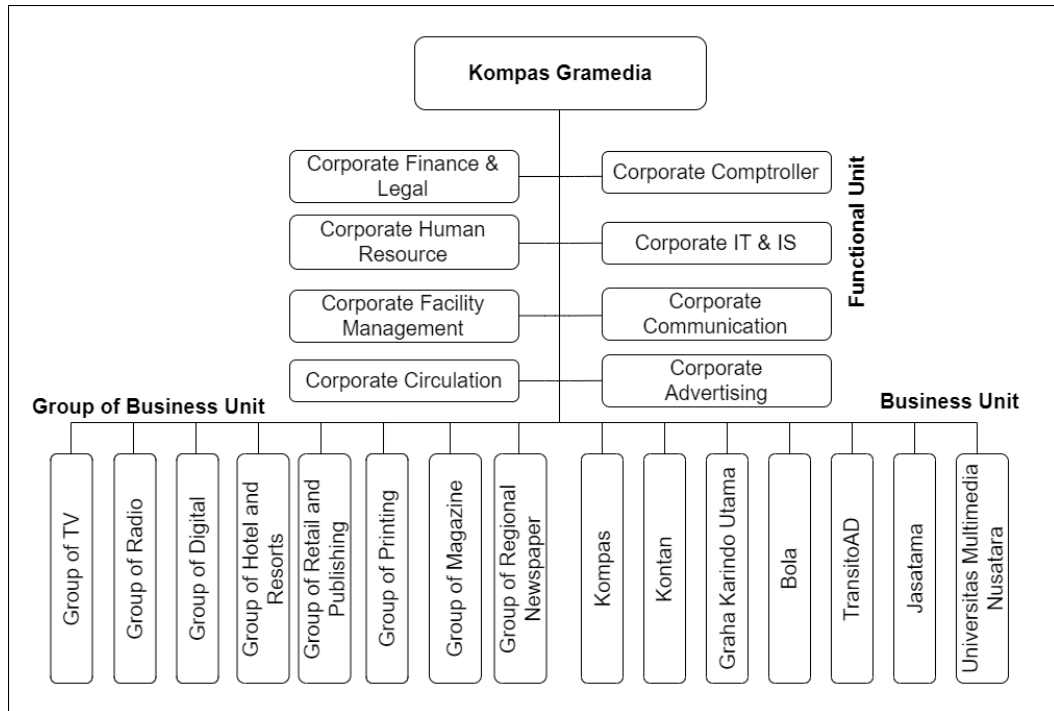 Kompas Gramedia
Corporate Finance &
Legal
Corporate Comptroller
Corporate Human
Resource
Corporate IT & IS
Corporate Facility
Management
Corporate
Communication
Corporate Circulation
Corporate
Advertising
Functional Unit
Group of Business Unit
Business Unit
Group of TV
Group of Radio
Group of Digital
Group of Hotel and
Resorts
Group of Retail and
Publishing
Group of Printing
Group of Magazine
Group of Regional
Newspaper
Kompas
Kontan
Graha Karindo Utama
Bola
TransitoAD
Jasatama
Universitas Multimedia
Nusatara